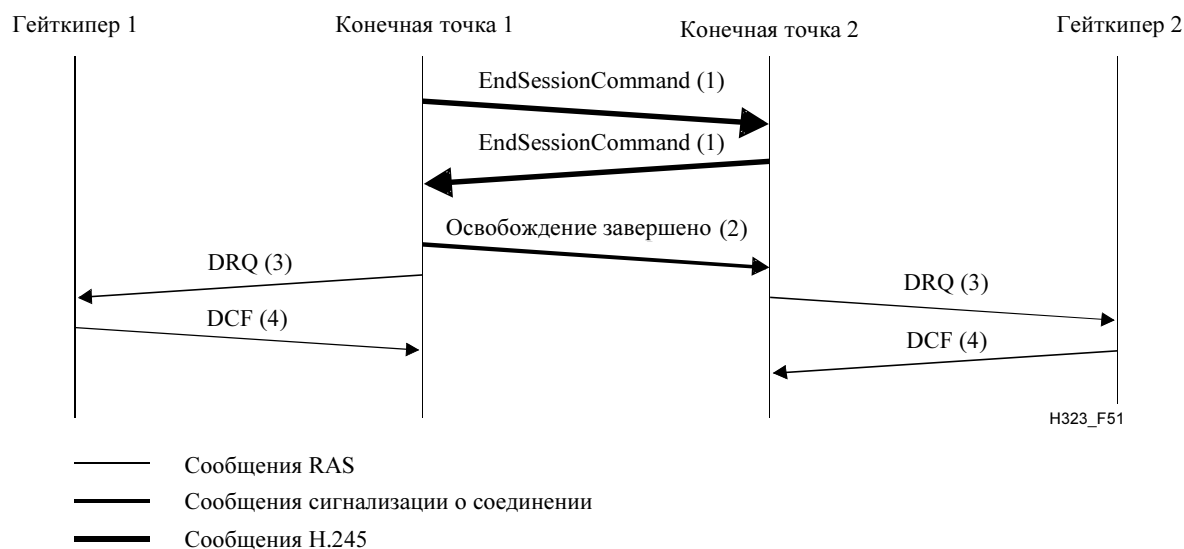 Гейткипер 1
Конечная точка 1
Конечная точка 2
Гейткипер 2
EndSessionCommand (1)
EndSessionCommand (1)
Освобождение завершено (2)
DRQ (3)
DRQ (3)
DCF (4)
DCF (4)
H323_F51
Сообщения RAS
Сообщения сигнализации о соединении
Сообщения H.245